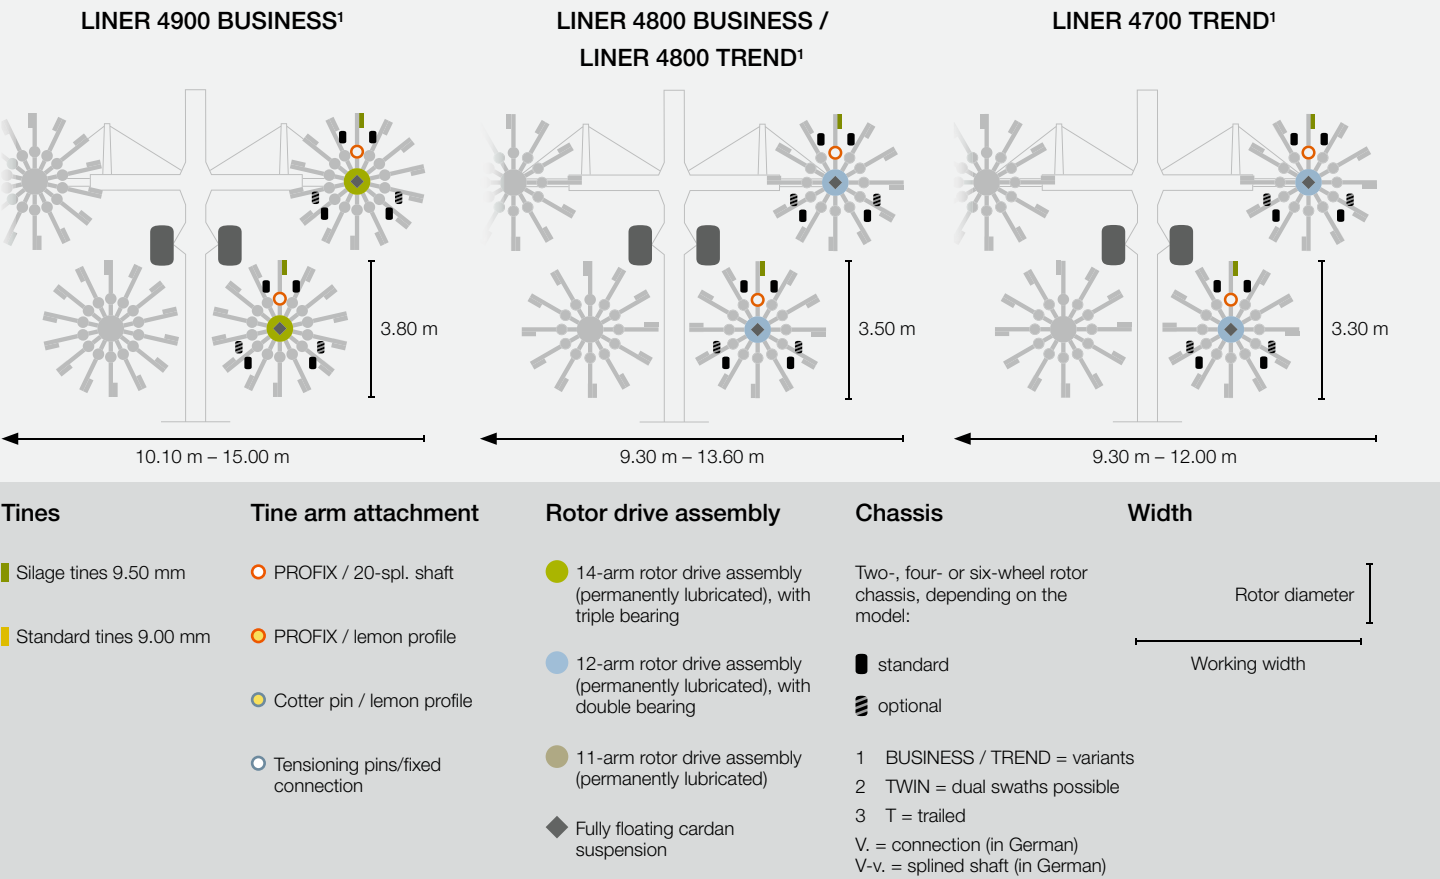 LINER 4900 BUSINESS¹
LINER 4800 BUSINESS /
LINER 4800 TREND¹
LINER 4700 TREND¹
3.80 m
3.50 m
3.30 m
10.10 m – 15.00 m
9.30 m – 13.60 m
9.30 m – 12.00 m
Tines
Silage tines 9.50 mm
Standard tines 9.00 mm
Tine arm attachment
PROFIX / 20-spl. shaft
PROFIX / lemon profile
Cotter pin / lemon profile
Tensioning pins/fixed
connection
Rotor drive assembly
14-arm rotor drive assembly
(permanently lubricated), with
triple bearing
12-arm rotor drive assembly
(permanently lubricated), with
double bearing
11-arm rotor drive assembly
(permanently lubricated)
Fully floating cardan
suspension
Chassis
Two-, four- or six-wheel rotor
chassis, depending on the
model:
standard
optional
1 BUSINESS / TREND = variants
2 TWIN = dual swaths possible
3 T = trailed
V. = connection (in German)
V-v. = splined shaft (in German)
Width
Rotor diameter
Working width